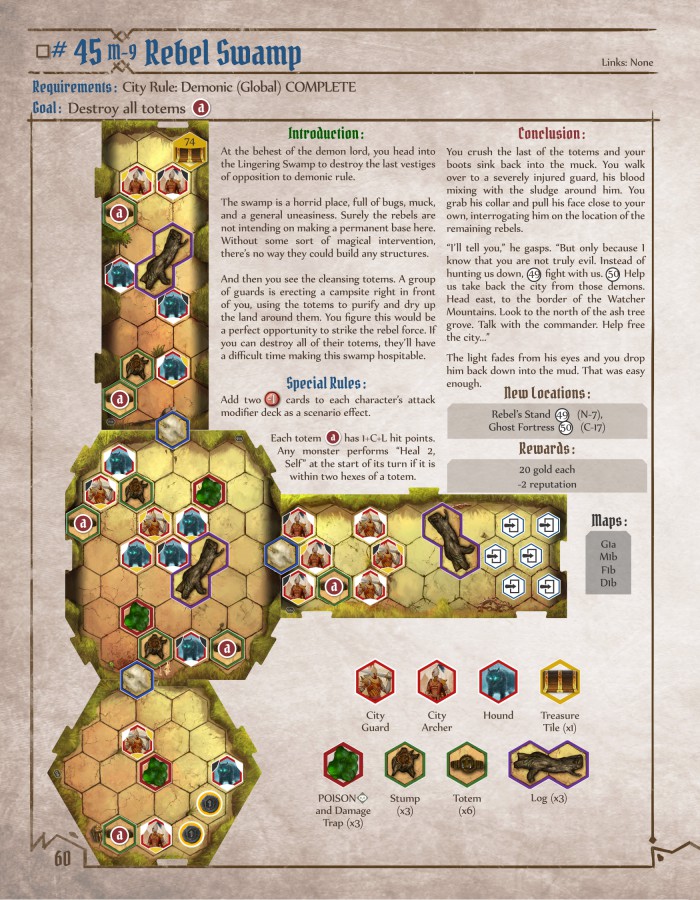 # 45 M-9 Rebel Swamp
Links: None
Requirements: City Rule: Demonic (Global) COMPLETE
Goal: Destroy all totems a
Introduction:
At the behest of the demon lord, you head into
the Lingering Swamp to destroy the last vestiges
of opposition to demonic rule.
The swamp is a horrid place, full of bugs, muck,
and a general uneasiness. Surely the rebels are
not intending on making a permanent base here.
Without some sort of magical intervention,
there's no way they could build any structures.
And then you see the cleansing totems. A group
of guards is erecting a campsite right in front
of you, using the totems to purify and dry up
the land around them. You figure this would be
a perfect opportunity to strike the rebel force. If
you can destroy all of their totems, they'll have
a difficult time making this swamp hospitable.
Special Rules:
Add two -1 cards to each character's attack
modifier deck as a scenario effect.
Each totem a has 1+C+L hit points.
Any monster performs "Heal 2,
Self" at the start of its turn if it is
within two hexes of a totem.
Conclusion:
You crush the last of the totems and your
boots sink back into the muck. You walk
over to a severely injured guard, his blood
mixing with the sludge around him. You
grab his collar and pull his face close to your
own, interrogating him on the location of the
remaining rebels.
"I'll tell you," he gasps. "But only because I
know that you are not truly evil. Instead of
hunting us down, 49 fight with us. 50 Help
us take back the city from those demons.
Head east, to the border of the Watcher
Mountains. Look to the north of the ash tree
grove. Talk with the commander. Help free
the city..."
The light fades from his eyes and you drop
him back down into the mud. That was easy
enough.
New Locations:
Rebel's Stand 49 (N-7),
Ghost Fortress 50 (C-17)
Rewards:
20 gold each
-2 reputation
Maps:
G1a
M1b
F1b
D1b
74
a
a
a
a
a
a
1
1
City
Guard
City
Archer
Hound
Treasure
Tile (x1)
POISON
and Damage
Trap (x3)
Stump
(x3)
Totem
(x6)
Log (x3)
60